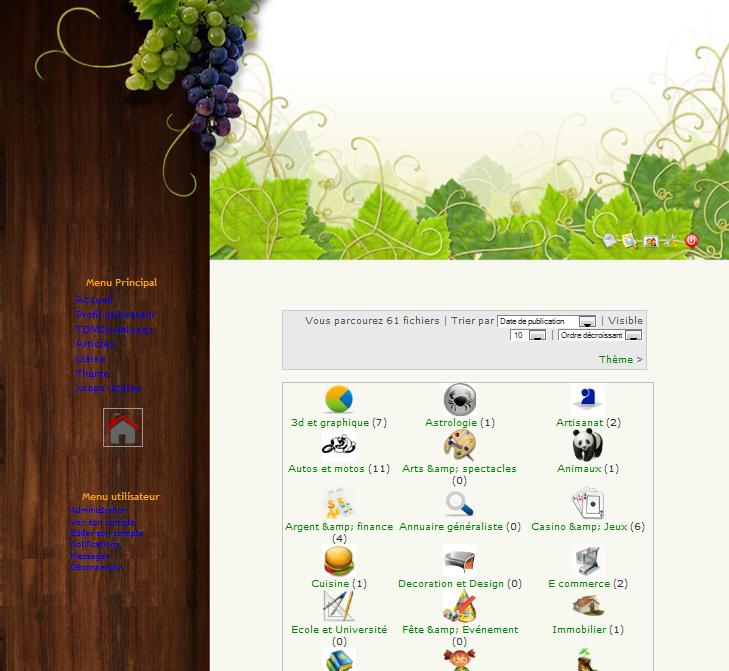 Menu Principal
Accueil
Profil utilisateur
TDMDownloads
Articles
Liaise
Thème
xoops-styles
Menu utilisateur
Administration
Voir son compte
Editer son compte
Notifications
Messages
Déconnexion
Vous parcourez 61 fichiers | Trier par Date de publication | Visible
10 | Ordre décroissant
Thème >
3d et graphique (7) Astrologie (1) Artisanat (2)
Autos et motos (11) Arts &amp; spectacles (0) Animaux (1)
Argent &amp; finance (4) Annuaire généraliste (0) Casino &amp; Jeux (6)
Cuisine (1) Decoration et Design (0) E commerce (2)
Ecole et Université (0) Fête &amp; Evénement (0) Immobilier (1)